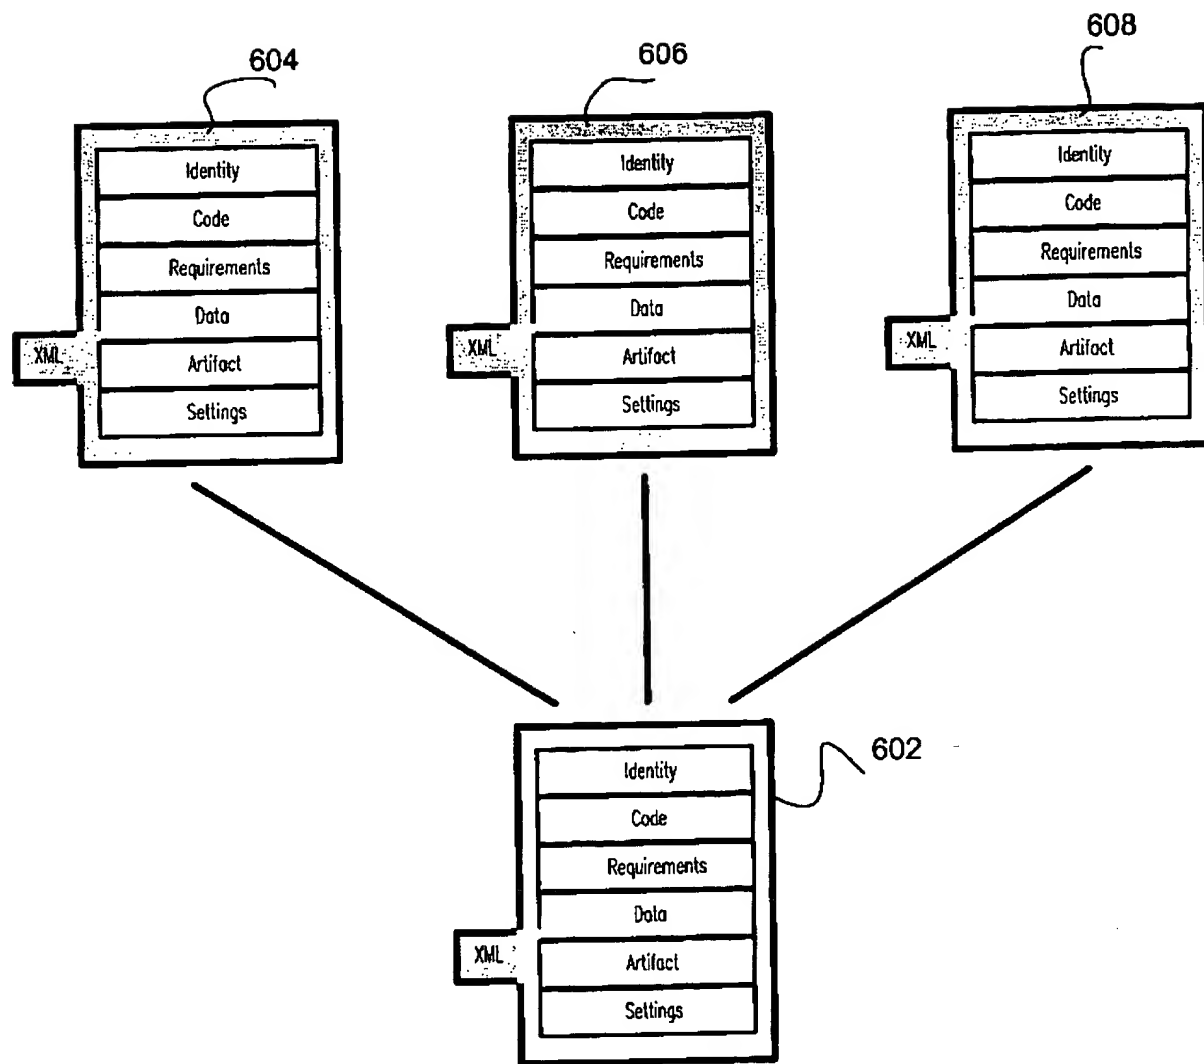 604
606
608
Identity
Code
Requirements
Data
XML
Artifact
Settings
Identity
Code
Requirements
Data
XML
Artifact
Settings
Identity
Code
Requirements
Data
XML
Artifact
Settings
602
Identity
Code
Requirements
Data
XML
Artifact
Settings